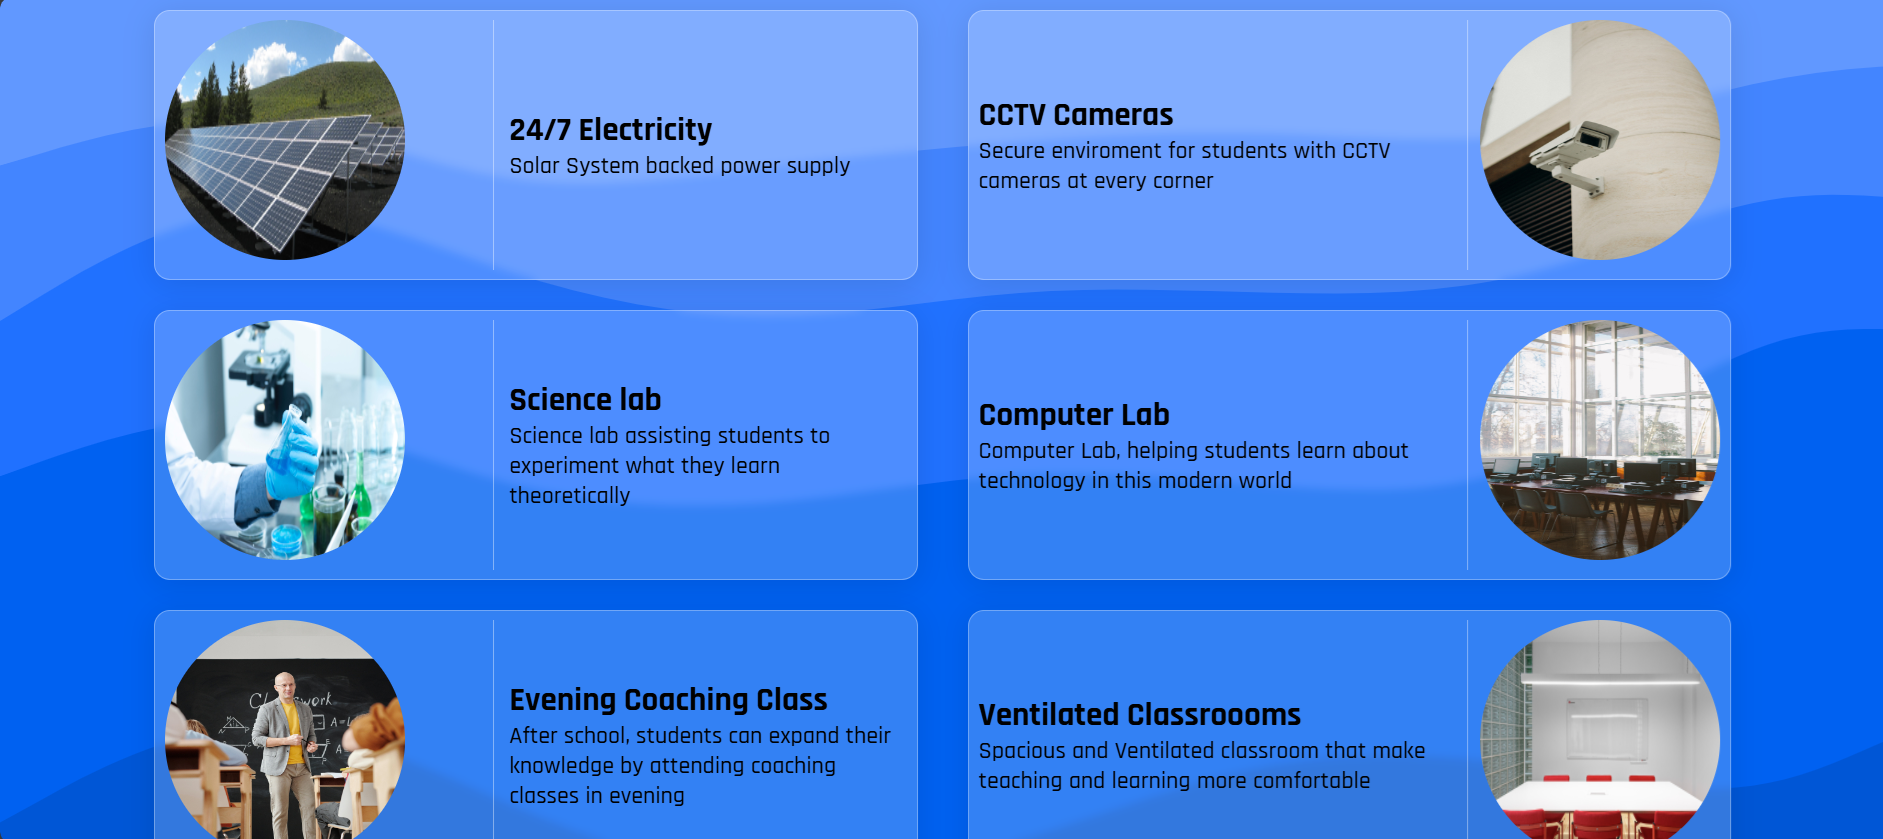 24/7 Electricity
Solar System backed power supply
CCTV Cameras
Secure enviroment for students with CCTV
cameras at every corner
Science lab
Science lab assisting students to
experiment what they learn
theoretically
Computer Lab
Computer Lab, helping students learn about
technology in this modern world
Evening Coaching Class
After school, students can expand their
knowledge by attending coaching
classes in evening
Ventilated Classroooms
Spacious and Ventilated classroom that make
teaching and learning more comfortable